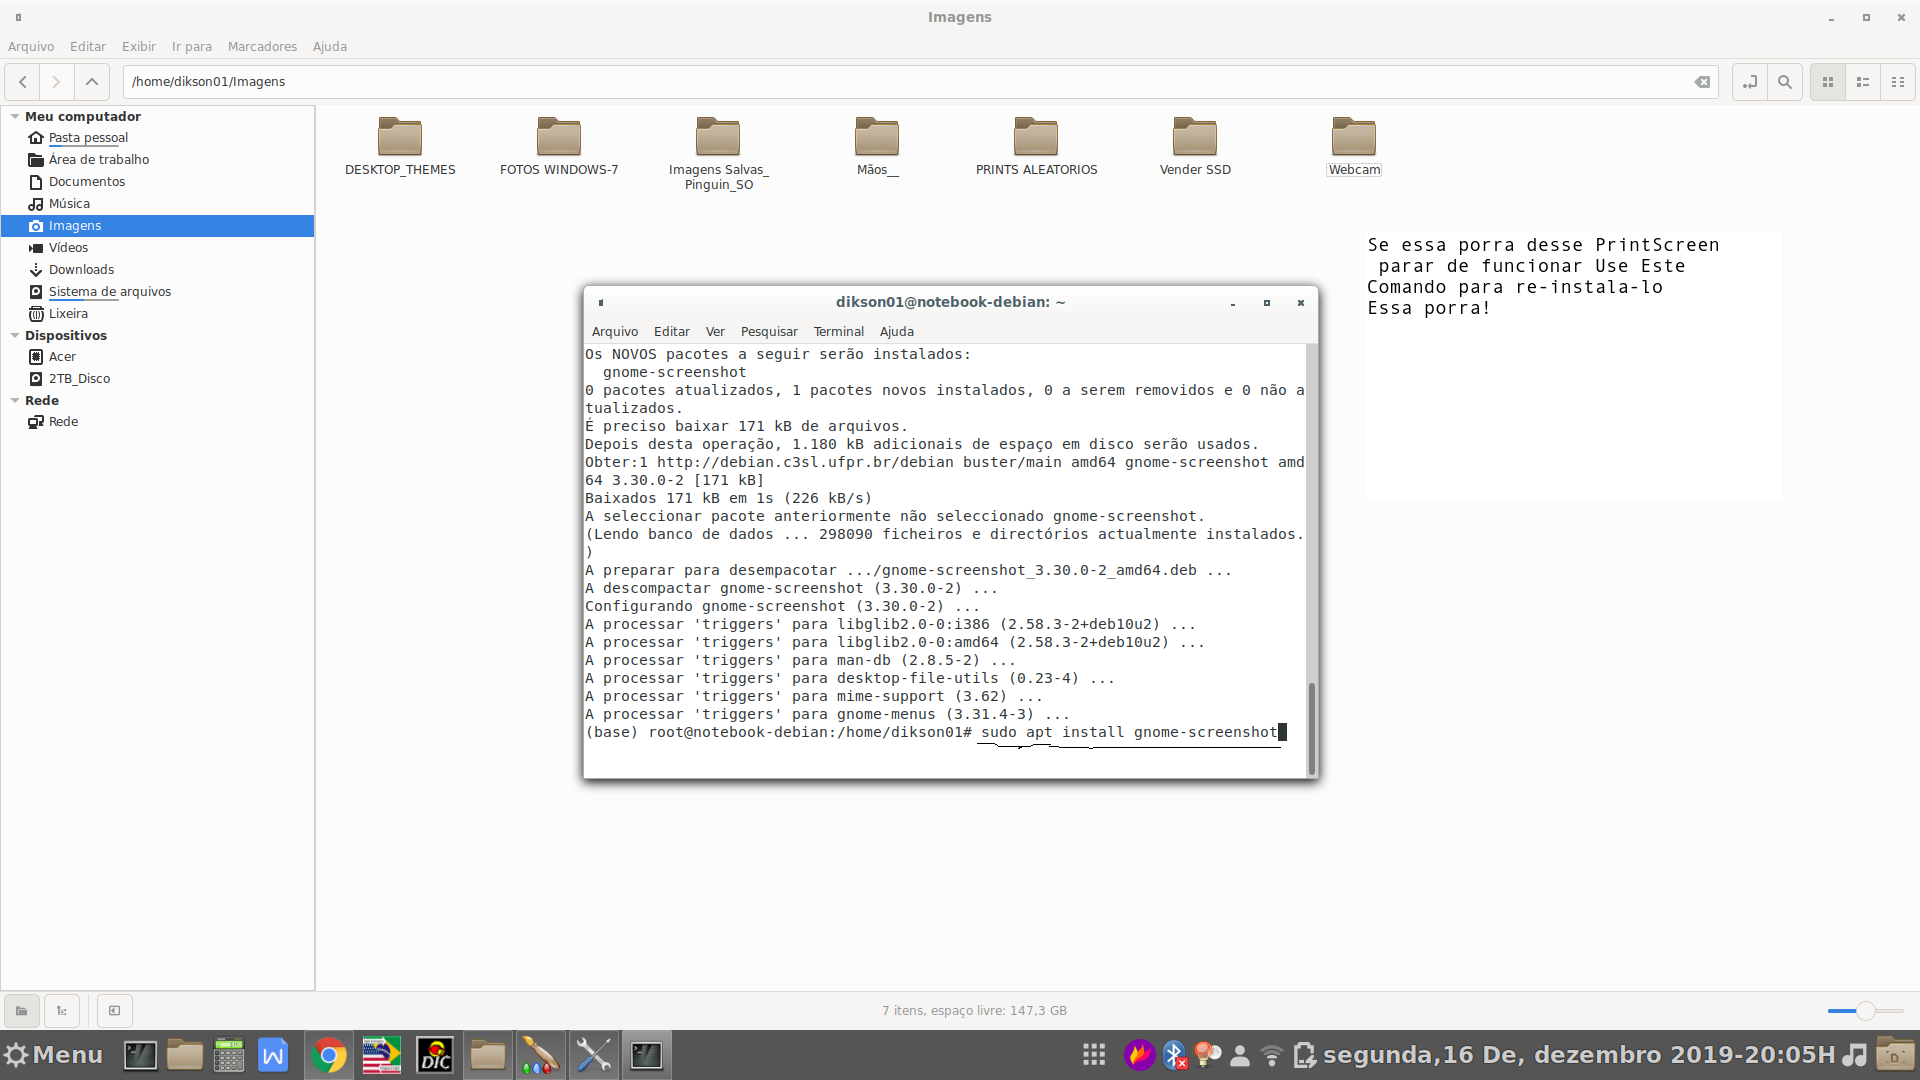 Imagens
Arquivo Editar Exibir Ir para Marcadores Ajuda
/home/dikson01/Imagens
Meu computador
Pasta pessoal
Área de trabalho
Documentos
Música
Imagens
Vídeos
Downloads
Sistema de arquivos
Lixeira
Dispositivos
Acer
2TB_Disco
Rede
Rede
DESKTOP_THEMES
FOTOS WINDOWS-7
Imagens Salvas_
Pinguin_SO
Mãos__
PRINTS ALEATORIOS
Vender SSD
Webcam
Se essa porra desse PrintScreen
parar de funcionar Use Este
Comando para re-instala-lo
Essa porra!
dikson01@notebook-debian: ~
Arquivo Editar Ver Pesquisar Terminal Ajuda
Os NOVOS pacotes a seguir serão instalados:
gnome-screenshot
0 pacotes atualizados, 1 pacotes novos instalados, 0 a serem removidos e 0 não a
tualizados.
É preciso baixar 171 kB de arquivos.
Depois desta operação, 1.180 kB adicionais de espaço em disco serão usados.
Obter:1 http://debian.c3sl.ufpr.br/debian buster/main amd64 gnome-screenshot amd
64 3.30.0-2 [171 kB]
Baixados 171 kB em 1s (226 kB/s)
A seleccionar pacote anteriormente não seleccionado gnome-screenshot.
(Lendo banco de dados ... 298090 ficheiros e directórios actualmente instalados.
)
A preparar para desempacotar .../gnome-screenshot_3.30.0-2_amd64.deb ...
A descompactar gnome-screenshot (3.30.0-2) ...
Configurando gnome-screenshot (3.30.0-2) ...
A processar 'triggers' para libglib2.0-0:i386 (2.58.3-2+deb10u2) ...
A processar 'triggers' para libglib2.0-0:amd64 (2.58.3-2+deb10u2) ...
A processar 'triggers' para man-db (2.8.5-2) ...
A processar 'triggers' para desktop-file-utils (0.23-4) ...
A processar 'triggers' para mime-support (3.62) ...
A processar 'triggers' para gnome-menus (3.31.4-3) ...
(base) root@notebook-debian:/home/dikson01# sudo apt install gnome-screenshot
7 itens, espaço livre: 147,3 GB
Menu
W
DIC
segunda,16 De, dezembro 2019-20:05H
D